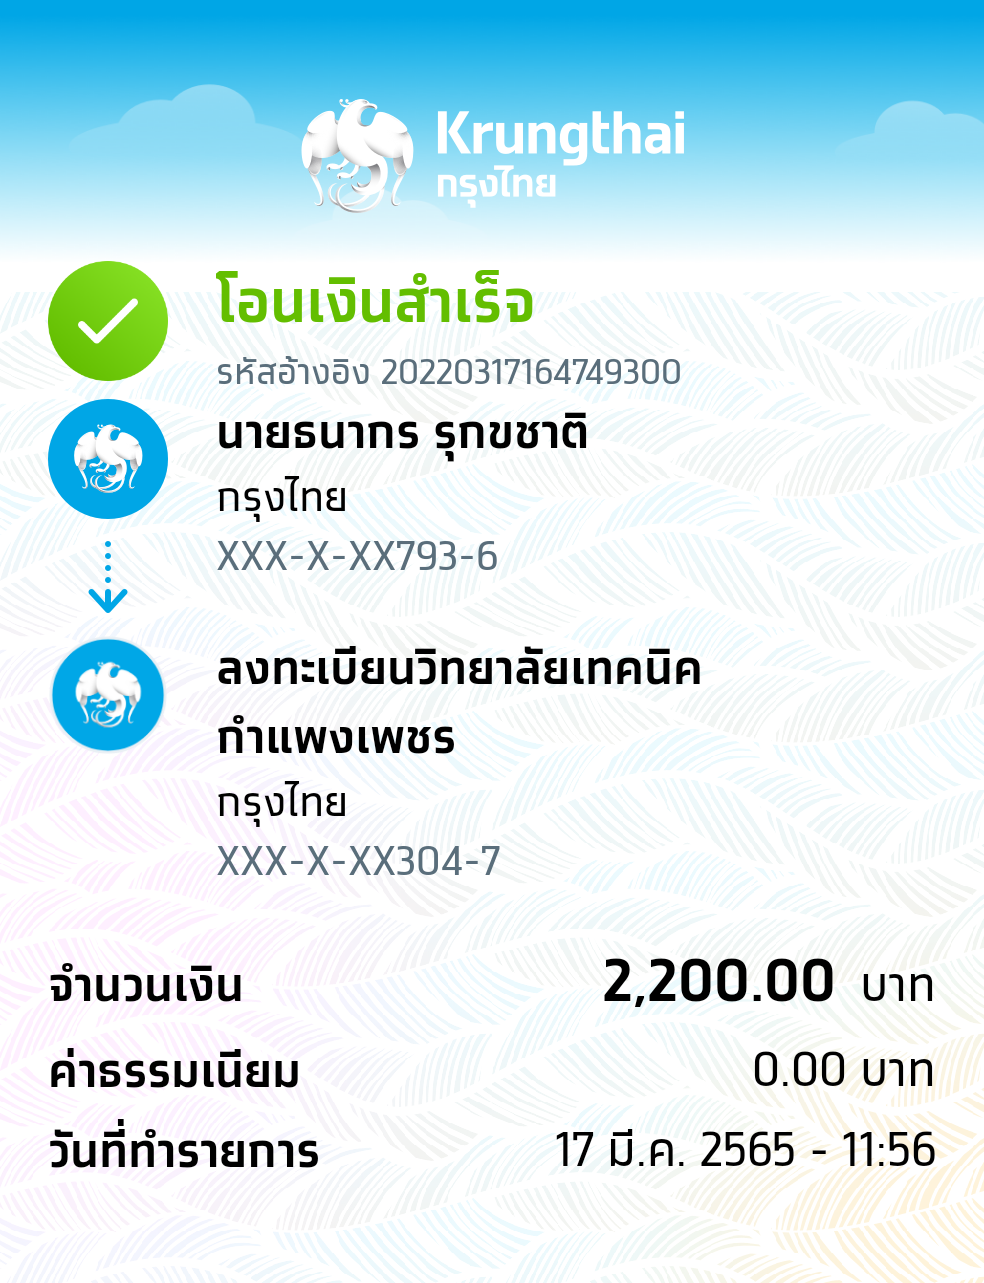 Krungthai
กรุงไทย
โอนเงินสำเร็จ
รหัสอ้างอิง 20220317164749300
นายธนากร รุกขชาติ
กรุงไทย
XXX-X-XX793-6
ลงทะเบียนวิทยาลัยเทคนิค
กำแพงเพชร
กรุงไทย
XXX-X-XX304-7
จำนวนเงิน 2,200.00 บาท
ค่าธรรมเนียม 0.00 บาท
วันที่ทำรายการ 17 มี.ค. 2565 - 11:56